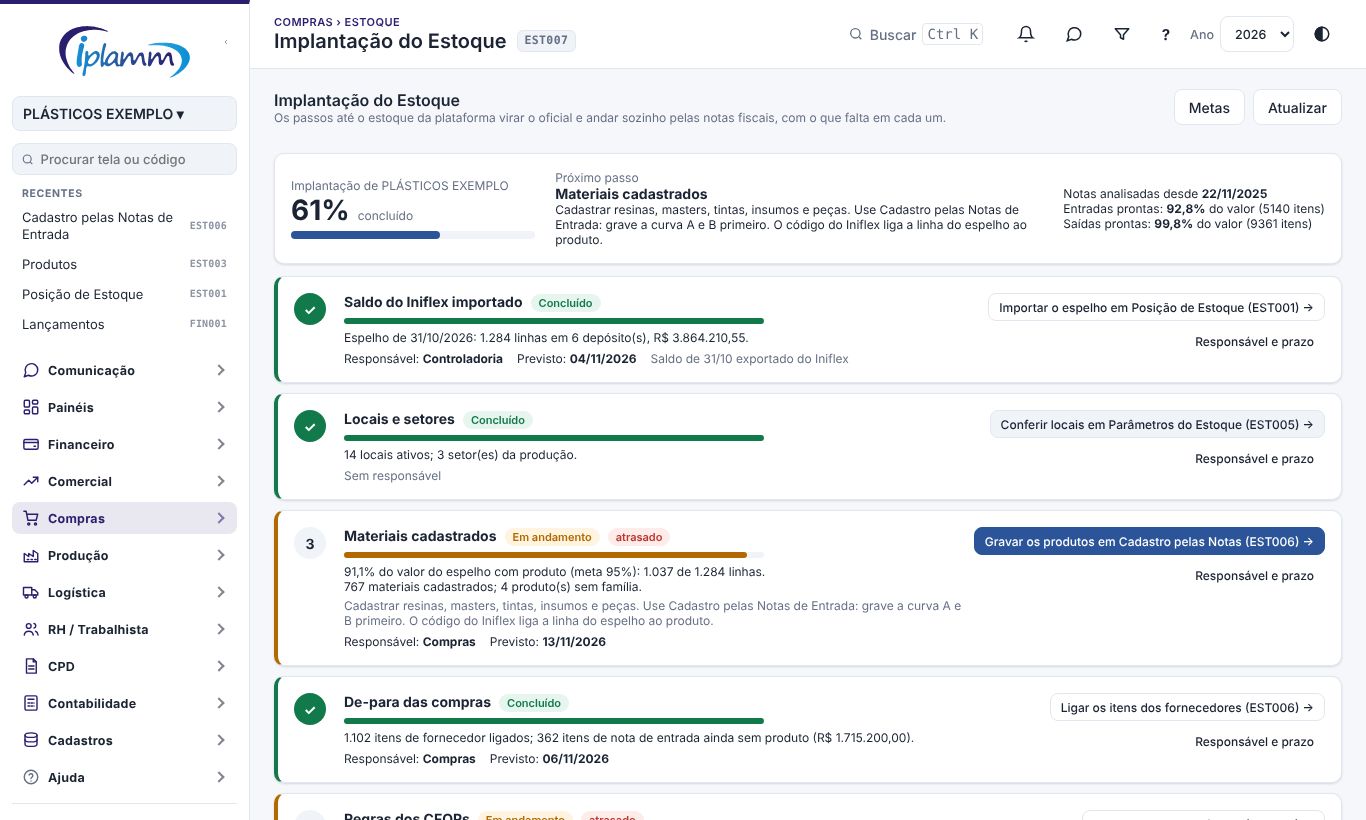 iplamm
PLÁSTICOS EXEMPLO ▾
Procurar tela ou código
RECENTES
Cadastro pelas Notas de Entrada EST006
Produtos EST003
Posição de Estoque EST001
Lançamentos FIN001
Comunicação
Painéis
Financeiro
Comercial
Compras
Produção
Logística
RH / Trabalhista
CPD
Contabilidade
Cadastros
Ajuda
COMPRAS › ESTOQUE
Implantação do Estoque EST007
Buscar Ctrl K
? Ano 2026
Implantação do Estoque
Os passos até o estoque da plataforma virar o oficial e andar sozinho pelas notas fiscais, com o que falta em cada um.
Metas Atualizar
Implantação de PLÁSTICOS EXEMPLO
61% concluído
Próximo passo
Materiais cadastrados
Cadastrar resinas, masters, tintas, insumos e peças. Use Cadastro pelas Notas de
Entrada: grave a curva A e B primeiro. O código do Iniflex liga a linha do espelho ao
produto.
Notas analisadas desde 22/11/2025
Entradas prontas: 92,8% do valor (5140 itens)
Saídas prontas: 99,8% do valor (9361 itens)
Saldo do Iniflex importado Concluído
Importar o espelho em Posição de Estoque (EST001) →
Espelho de 31/10/2026: 1.284 linhas em 6 depósito(s), R$ 3.864.210,55.
Responsável e prazo
Responsável: Controladoria Previsto: 04/11/2026 Saldo de 31/10 exportado do Iniflex
Locais e setores Concluído
Conferir locais em Parâmetros do Estoque (EST005) →
14 locais ativos; 3 setor(es) da produção.
Responsável e prazo
Sem responsável
3 Materiais cadastrados Em andamento atrasado
Gravar os produtos em Cadastro pelas Notas (EST006) →
91,1% do valor do espelho com produto (meta 95%): 1.037 de 1.284 linhas.
Responsável e prazo
767 materiais cadastrados; 4 produto(s) sem família.
Cadastrar resinas, masters, tintas, insumos e peças. Use Cadastro pelas Notas de Entrada: grave a curva A e
B primeiro. O código do Iniflex liga a linha do espelho ao produto.
Responsável: Compras Previsto: 13/11/2026
De-para das compras Concluído
Ligar os itens dos fornecedores (EST006) →
1.102 itens de fornecedor ligados; 362 itens de nota de entrada ainda sem produto (R$ 1.715.200,00).
Responsável e prazo
Responsável: Compras Previsto: 06/11/2026
Regras dos CFOPs Em andamento atrasado